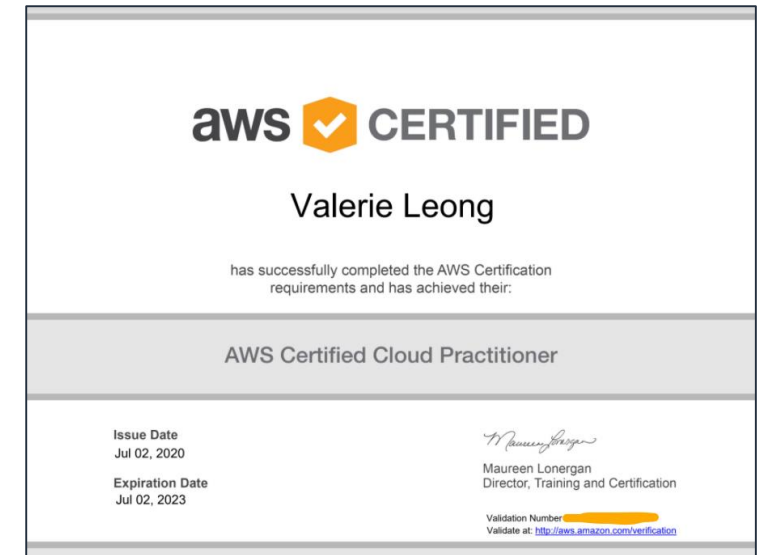 aws CERTIFIED
Valerie Leong
has successfully completed the AWS Certification
requirements and has achieved their:
AWS Certified Cloud Practitioner
Issue Date
Jul 02, 2020
Expiration Date
Jul 02, 2023
Maureen Lonergan
Maureen Lonergan
Director, Training and Certification
Validation Number
Validate at: http://aws.amazon.com/verification